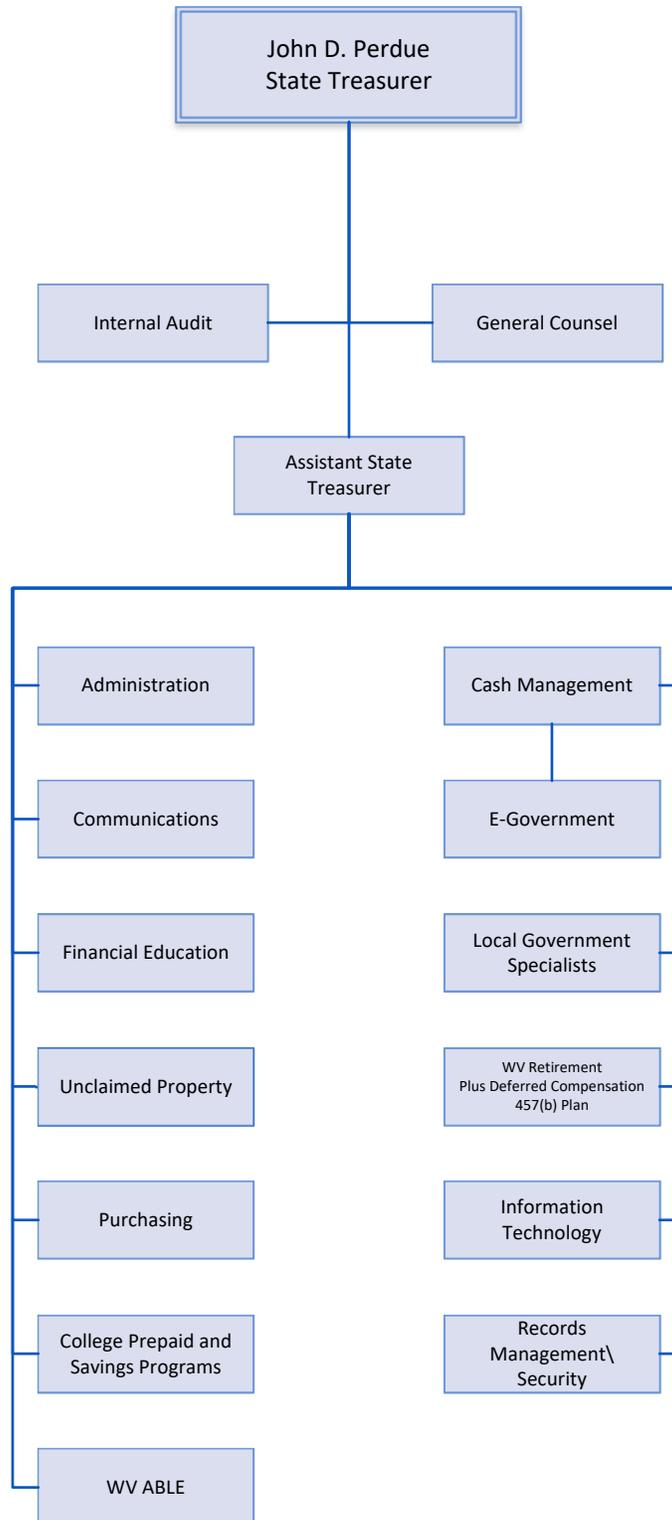 John D. Perdue
State Treasurer
Internal Audit
General Counsel
Assistant State
Treasurer
Administration
Cash Management
Communications
E-Government
Financial Education
Local Government
Specialists
Unclaimed Property
WV Retirement
Plus Deferred Compensation
457(b) Plan
Purchasing
Information
Technology
College Prepaid and
Savings Programs
Records
Management\
Security
WV ABLE